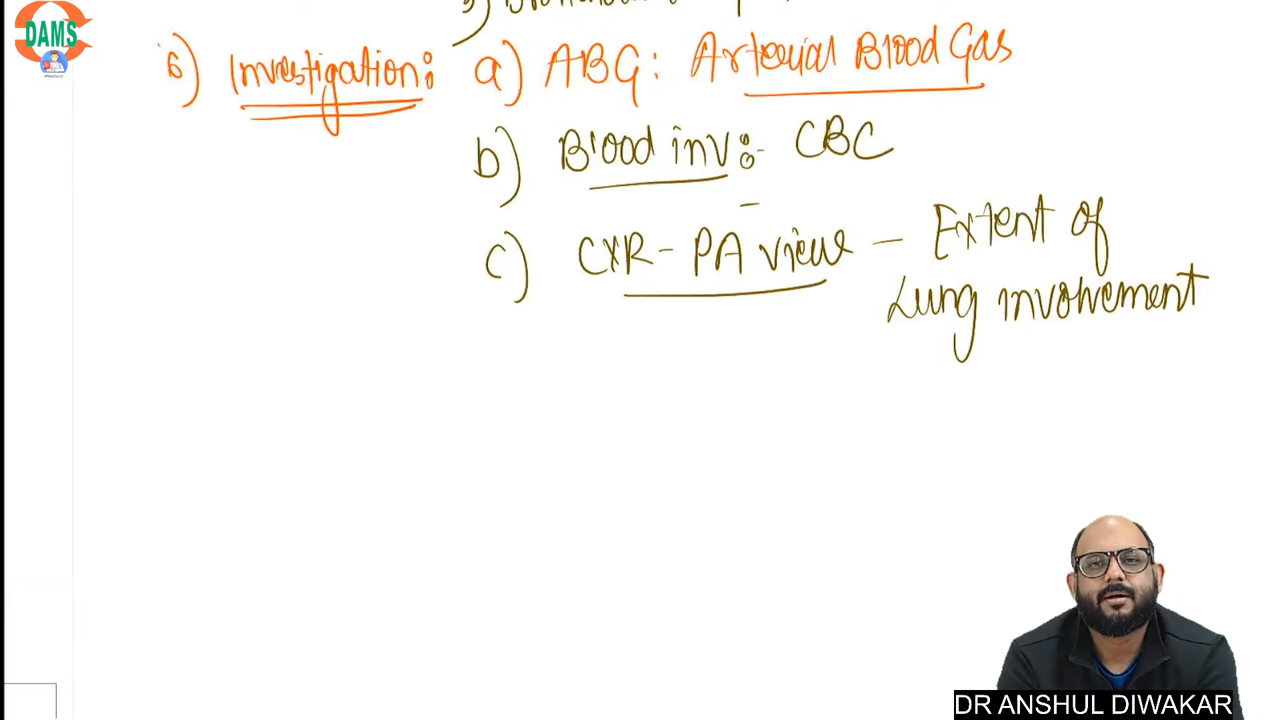 DAMS
6) Investigation: a) ABG: Arterial Blood Gas
b) Blood inv:- CBC
c) CXR - PA view - Extent of
Lung involvement
DR ANSHUL DIWAKAR